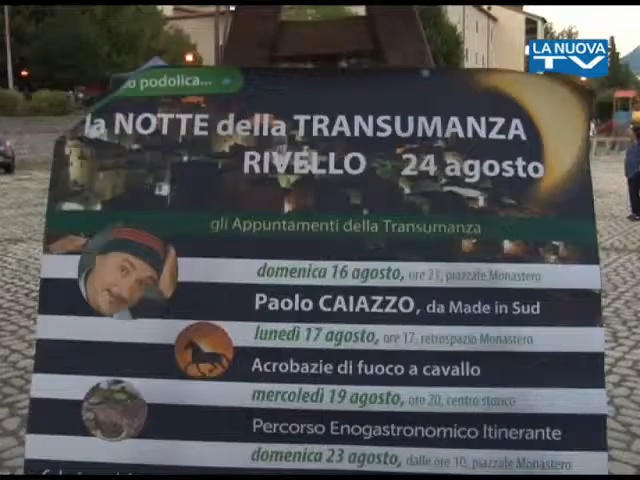 LA NUOVA
TV
podolica...
la NOTTE della TRANSUMANZA
RIVELLO 24 agosto
gli Appuntamenti della Transumanza
domenica 16 agosto, ore 21, piazzale Monastero
Paolo CAIAZZO, da Made in Sud
lunedì 17 agosto, ore 17, retrospazio Monastero
Acrobazie di fuoco a cavallo
mercoledì 19 agosto, ore 20, centro storico
Percorso Enogastronomico Itinerante
domenica 23 agosto, dalle ore 10, piazzale Monastero